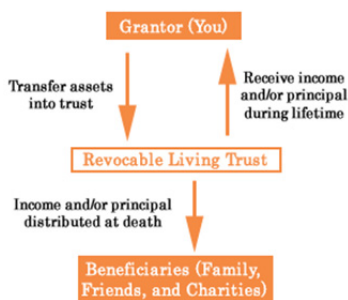 Grantor (You)
Transfer assets
into trust
Receive income
and/or principal
during lifetime
Revocable Living Trust
Income and/or principal
distributed at death
Beneficiaries (Family,
Friends, and Charities)